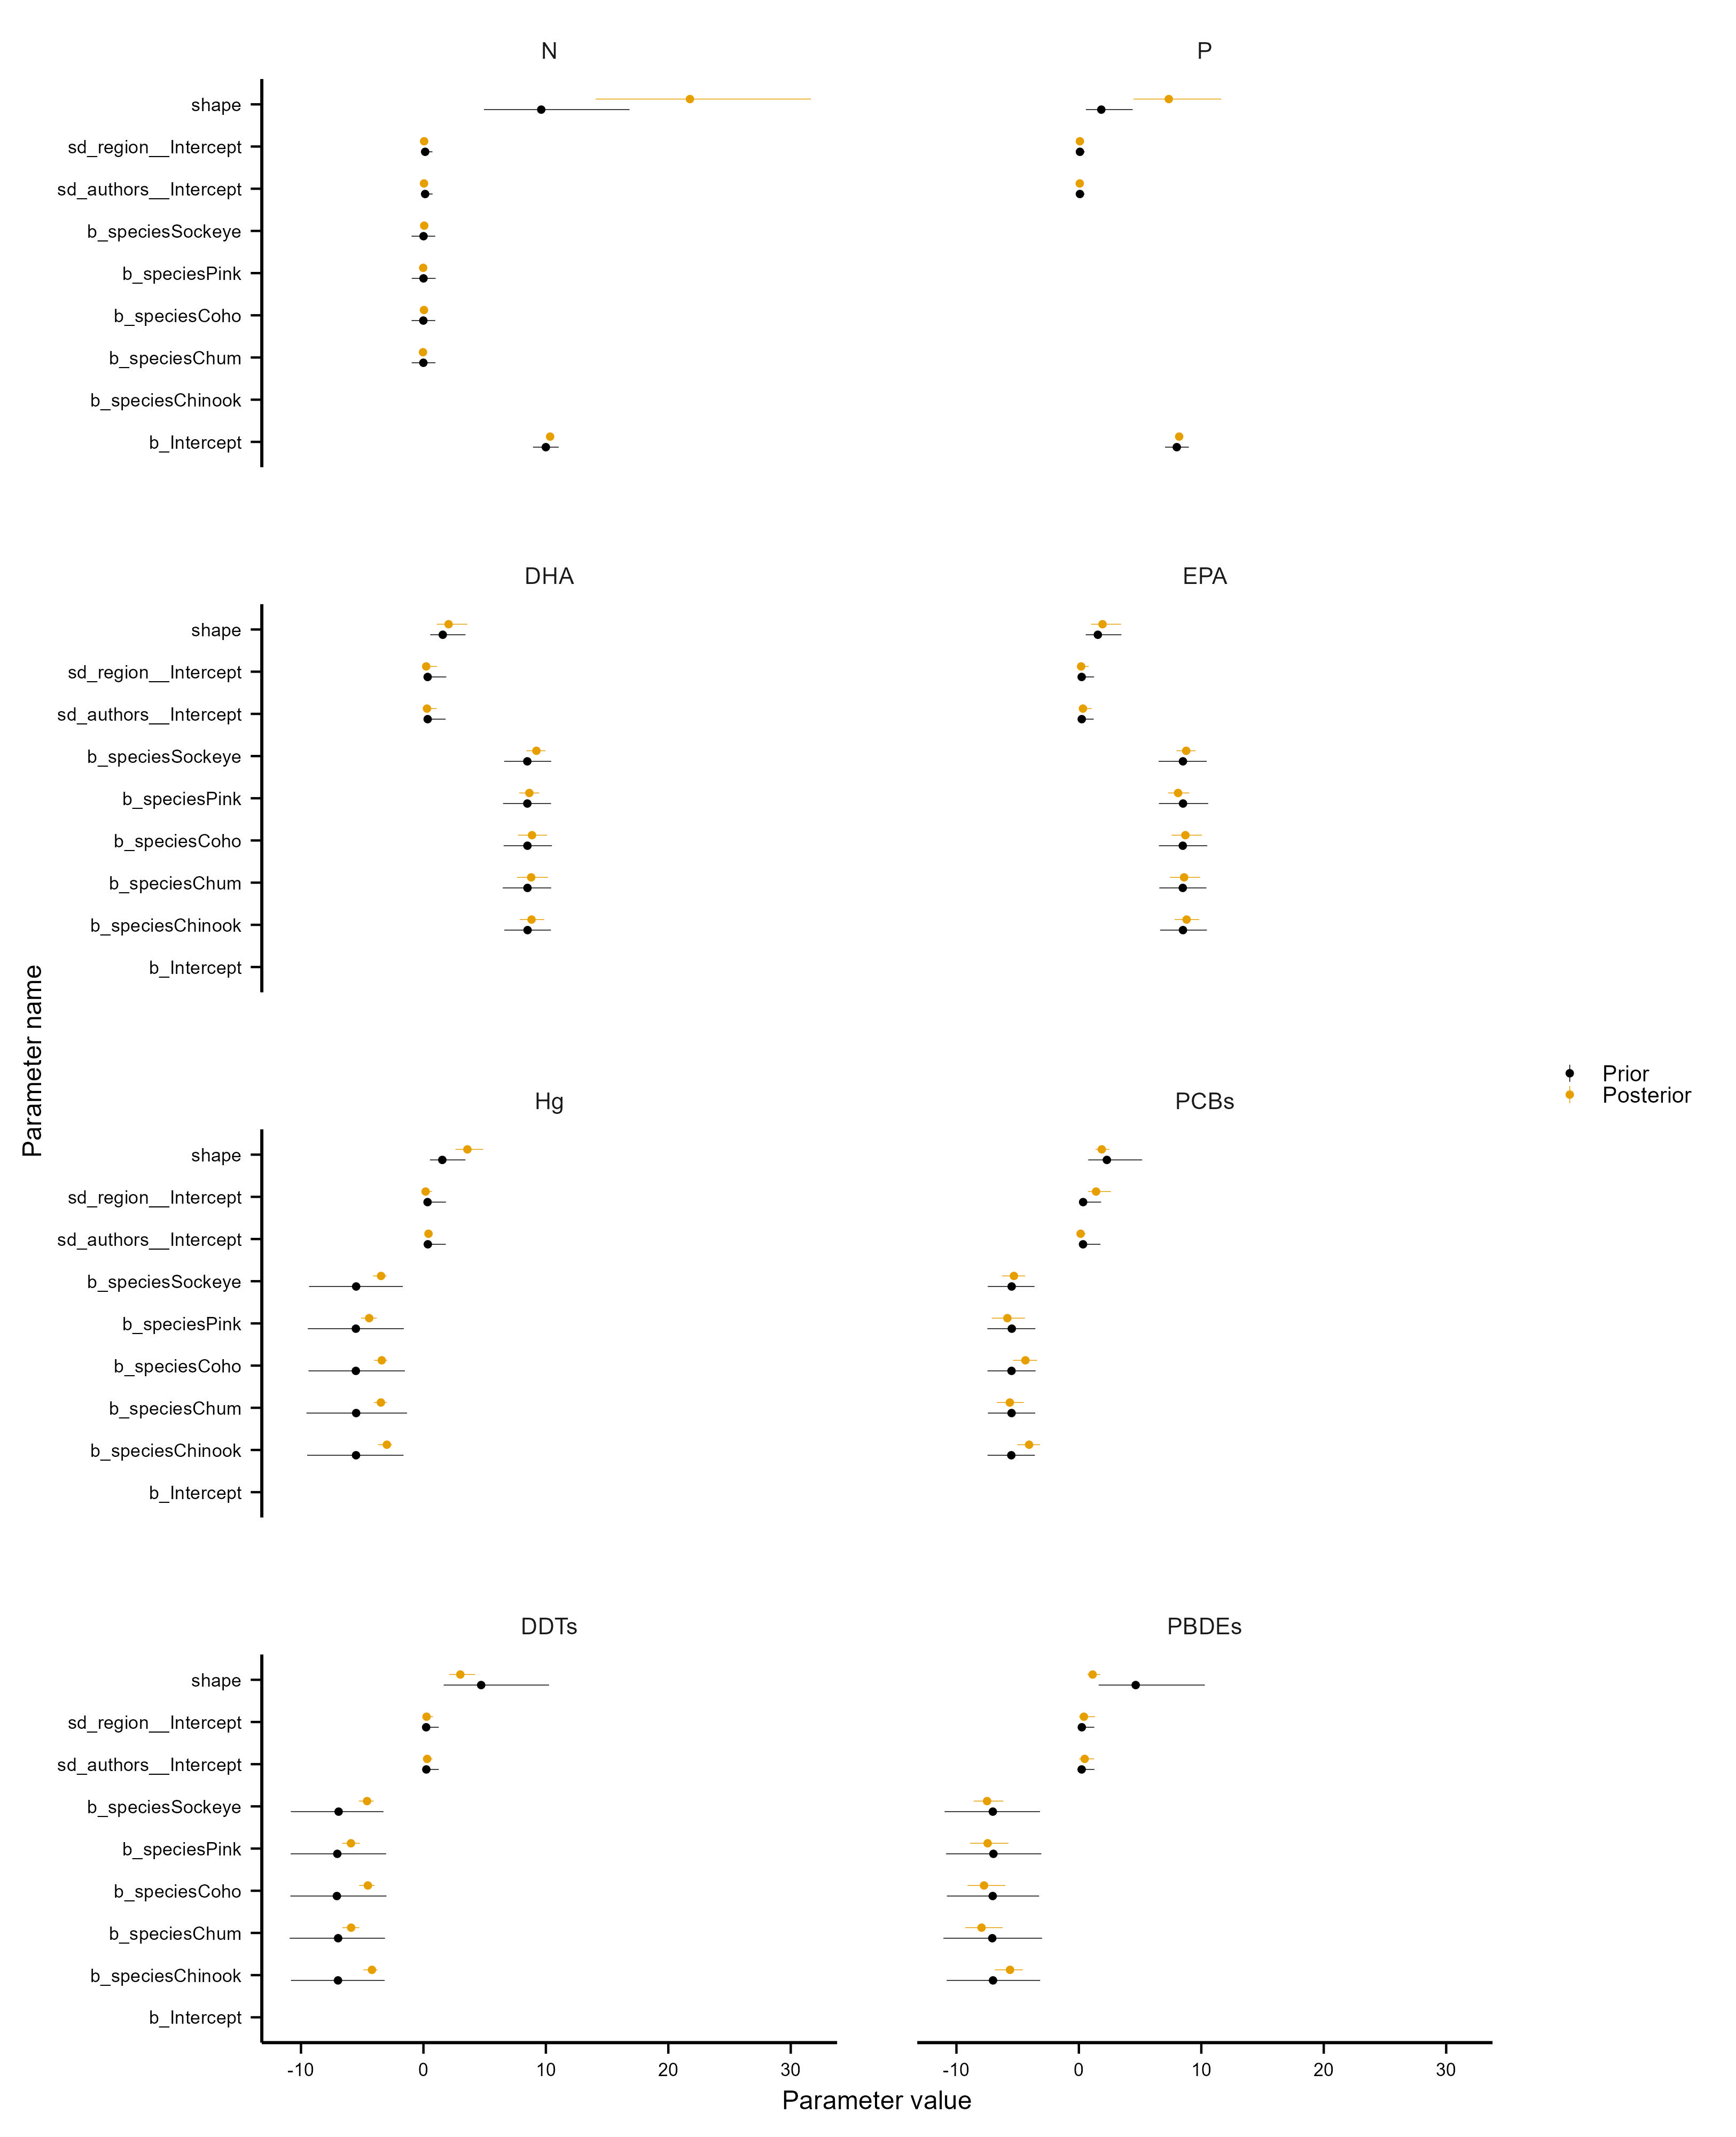 N
P
shape
sd_region__Intercept
sd_authors__Intercept
b_speciesSockeye
b_speciesPink
b_speciesCoho
b_speciesChum
b_speciesChinook
b_Intercept
DHA
EPA
shape
sd_region__Intercept
sd_authors__Intercept
b_speciesSockeye
b_speciesPink
b_speciesCoho
b_speciesChum
b_speciesChinook
b_Intercept
Parameter name
Hg
PCBs
shape
sd_region__Intercept
sd_authors__Intercept
b_speciesSockeye
b_speciesPink
b_speciesCoho
b_speciesChum
b_speciesChinook
b_Intercept
Prior
Posterior
DDTs
PBDEs
shape
sd_region__Intercept
sd_authors__Intercept
b_speciesSockeye
b_speciesPink
b_speciesCoho
b_speciesChum
b_speciesChinook
b_Intercept
-10 0 10 20 30
-10 0 10 20 30
Parameter value